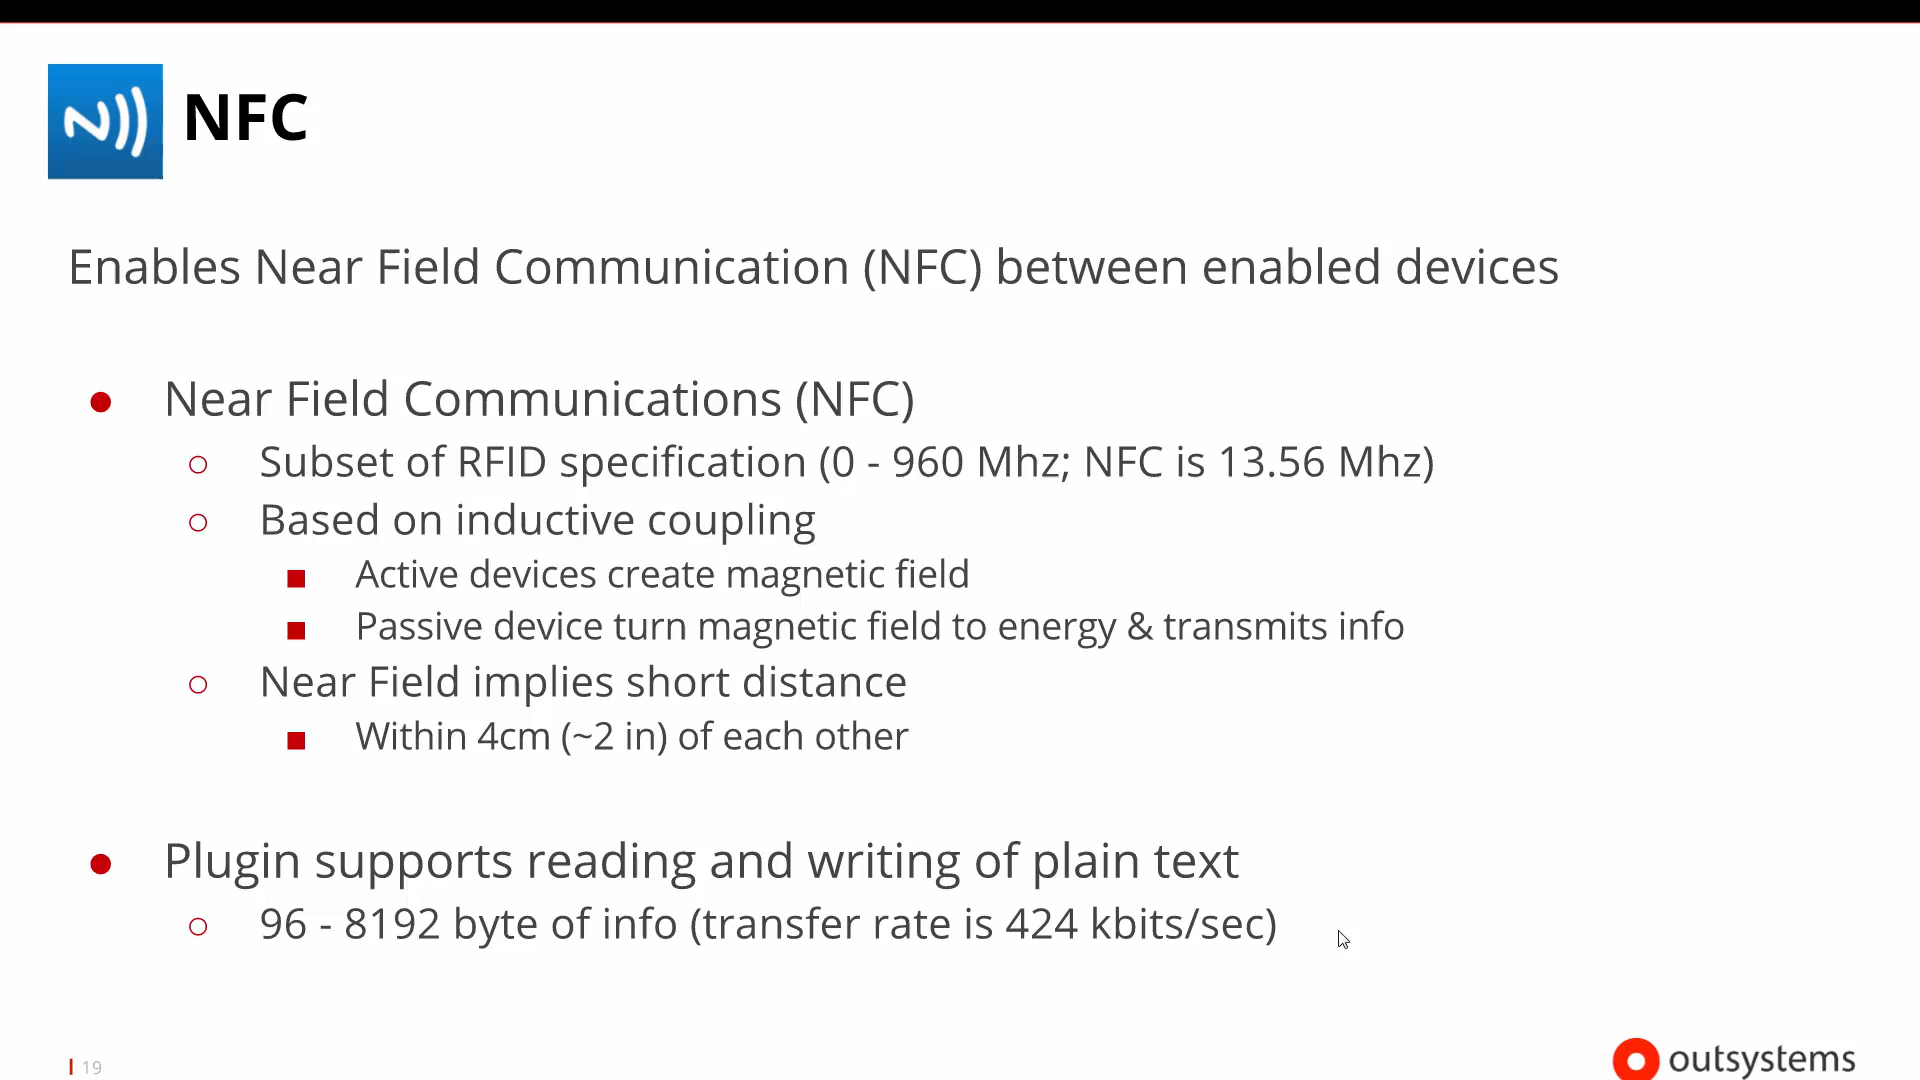 NFC
Enables Near Field Communication (NFC) between enabled devices
● Near Field Communications (NFC)
○ Subset of RFID specification (0 - 960 Mhz; NFC is 13.56 Mhz)
○ Based on inductive coupling
■ Active devices create magnetic field
■ Passive device turn magnetic field to energy & transmits info
○ Near Field implies short distance
■ Within 4cm (~2 in) of each other
● Plugin supports reading and writing of plain text
○ 96 - 8192 byte of info (transfer rate is 424 kbits/sec)
19
outsystems